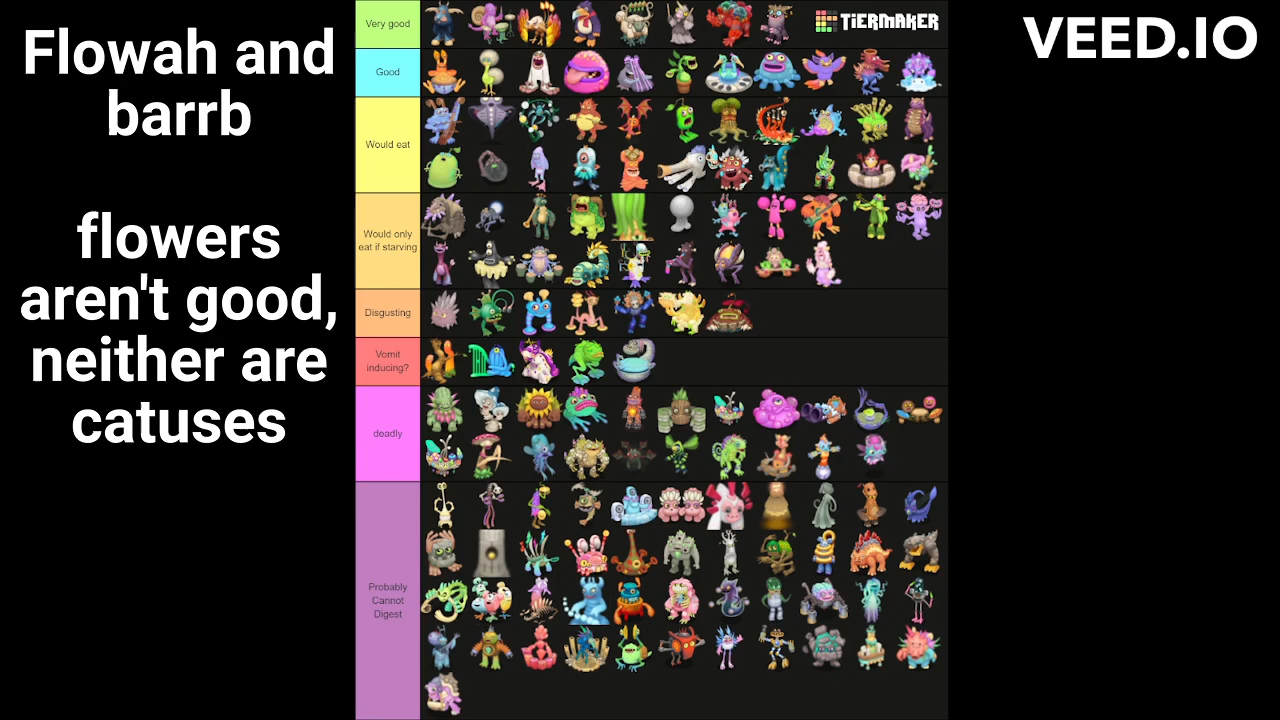 Flowah and
barrb
flowers
aren't good,
neither are
catuses
Very good
Good
Would eat
Would only
eat if starving
Disgusting
Vomit
inducing?
deadly
Probably
Cannot
Digest
TIERMAKER
VEED.IO